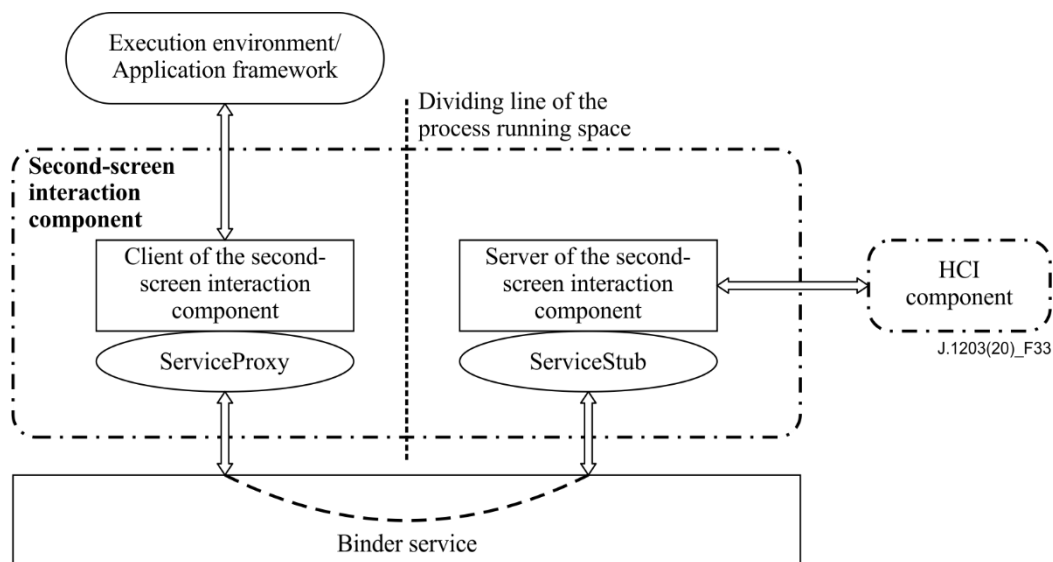 Execution environment/
Application framework
Dividing line of the
process running space
Second-screen
interaction
component
Client of the second-
screen interaction
component
Server of the second-
screen interaction
component
HCI
component
J.1203(20)_F33
ServiceProxy
ServiceStub
Binder service